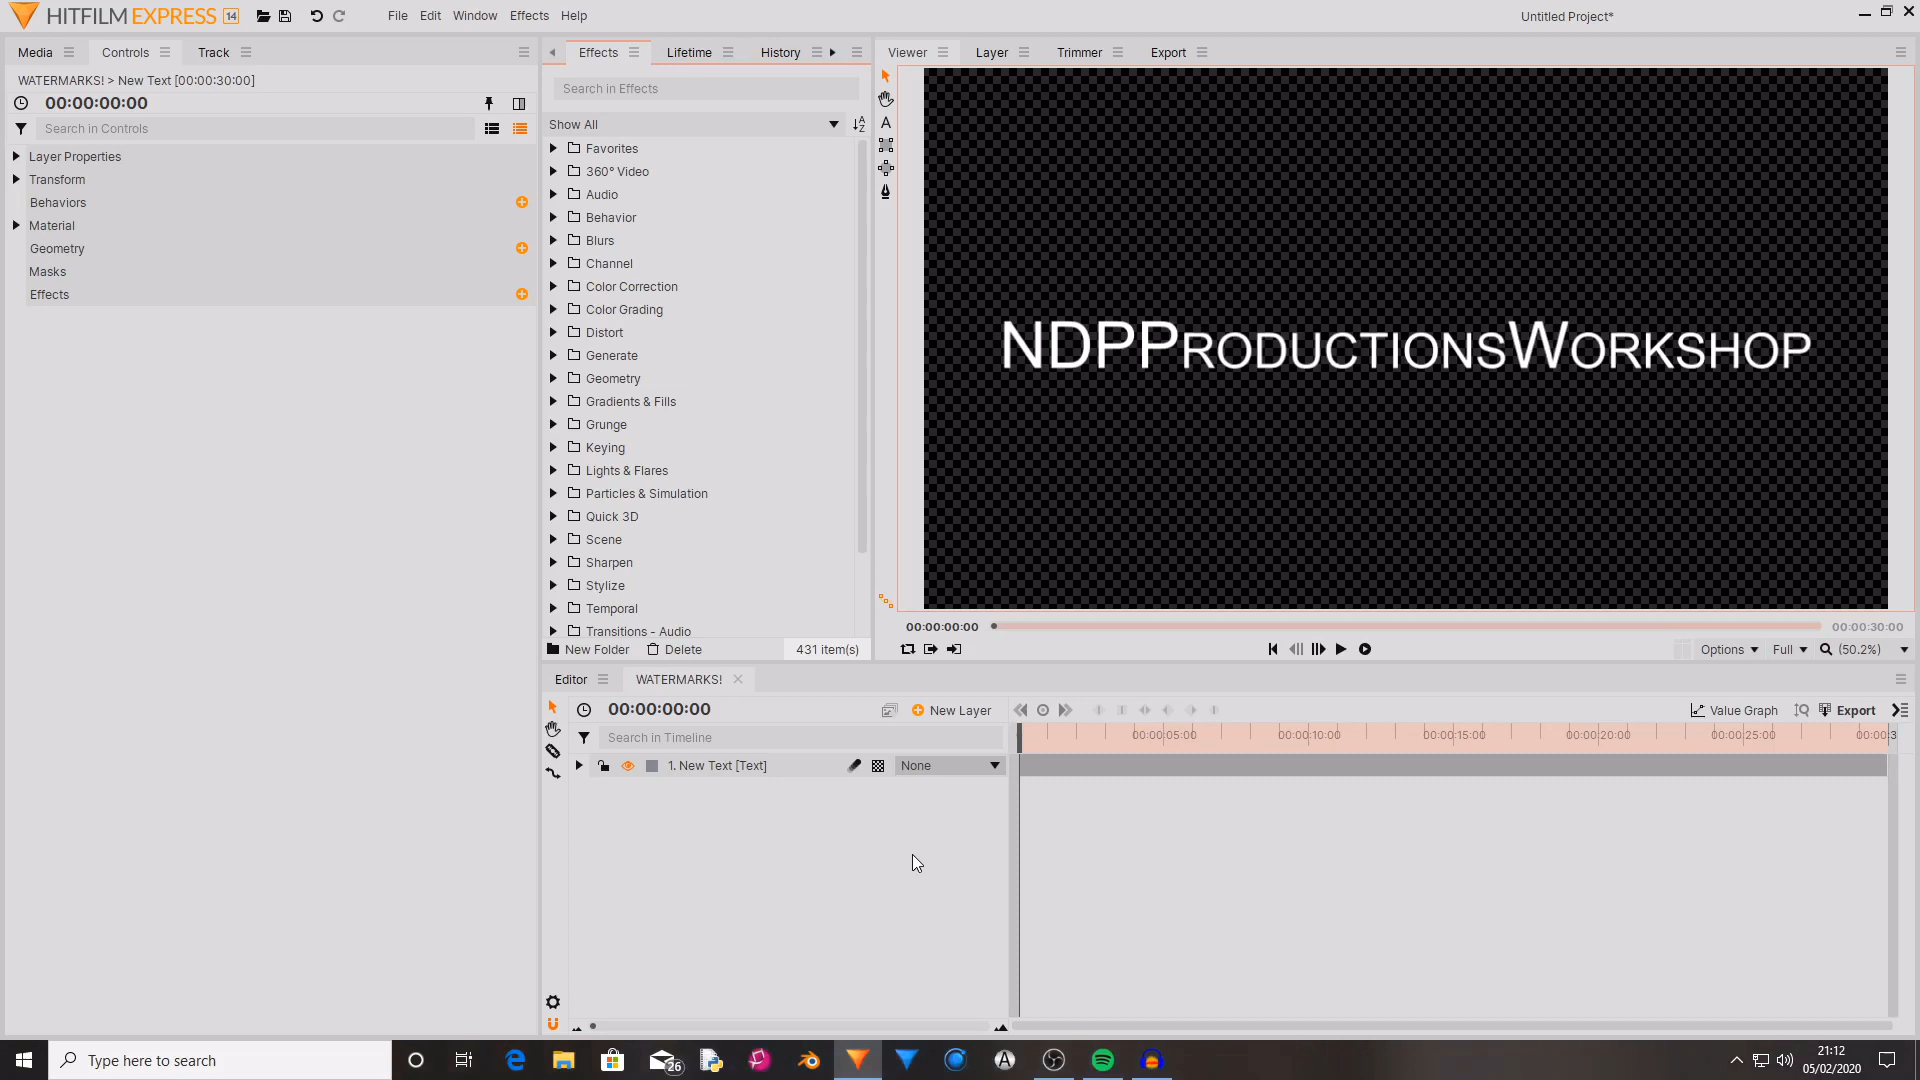 HITFILM EXPRESS 14
File Edit Window Effects Help
Untitled Project*
Media Controls Track
WATERMARKS! > New Text [00:00:30:00]
00:00:00:00
Search in Controls
Layer Properties
Transform
Behaviors
Material
Geometry
Masks
Effects
Effects Lifetime History
Search in Effects
Show All
Favorites
360° Video
Audio
Behavior
Blurs
Channel
Color Correction
Color Grading
Distort
Generate
Geometry
Gradients & Fills
Grunge
Keying
Lights & Flares
Particles & Simulation
Quick 3D
Scene
Sharpen
Stylize
Temporal
Transitions - Audio
New Folder Delete 431 item(s)
Viewer Layer Trimmer Export
A
NDPPRODUCTIONSWORKSHOP
00:00:00:00 00:00:30:00
Options Full (50.2%)
Editor WATERMARKS!
00:00:00:00 New Layer Value Graph Export
Search in Timeline 00:00:05:00 00:00:10:00 00:00:15:00 00:00:20:00 00:00:25:00 00:00:3
1. New Text [Text] None
Type here to search
26
21:12
05/02/2020